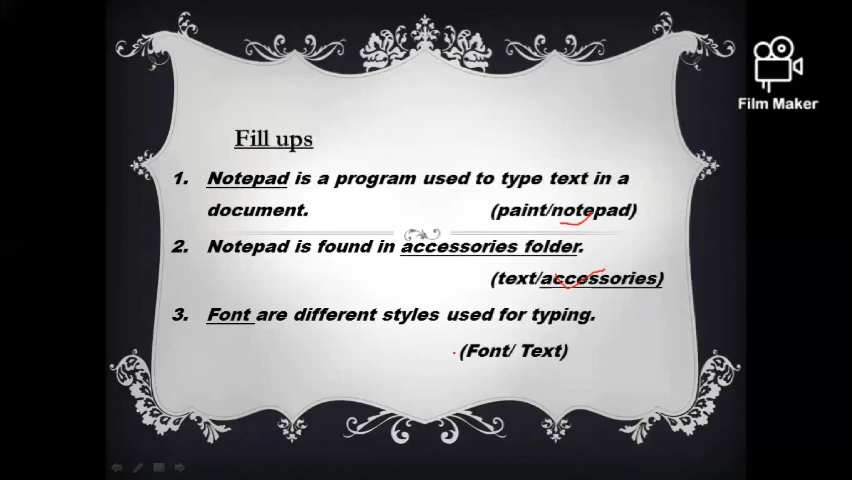 Film Maker
Fill ups
1. Notepad is a program used to type text in a
document. (paint/notepad)
2. Notepad is found in accessories folder.
(text/accessories)
3. Font are different styles used for typing.
(Font/ Text)